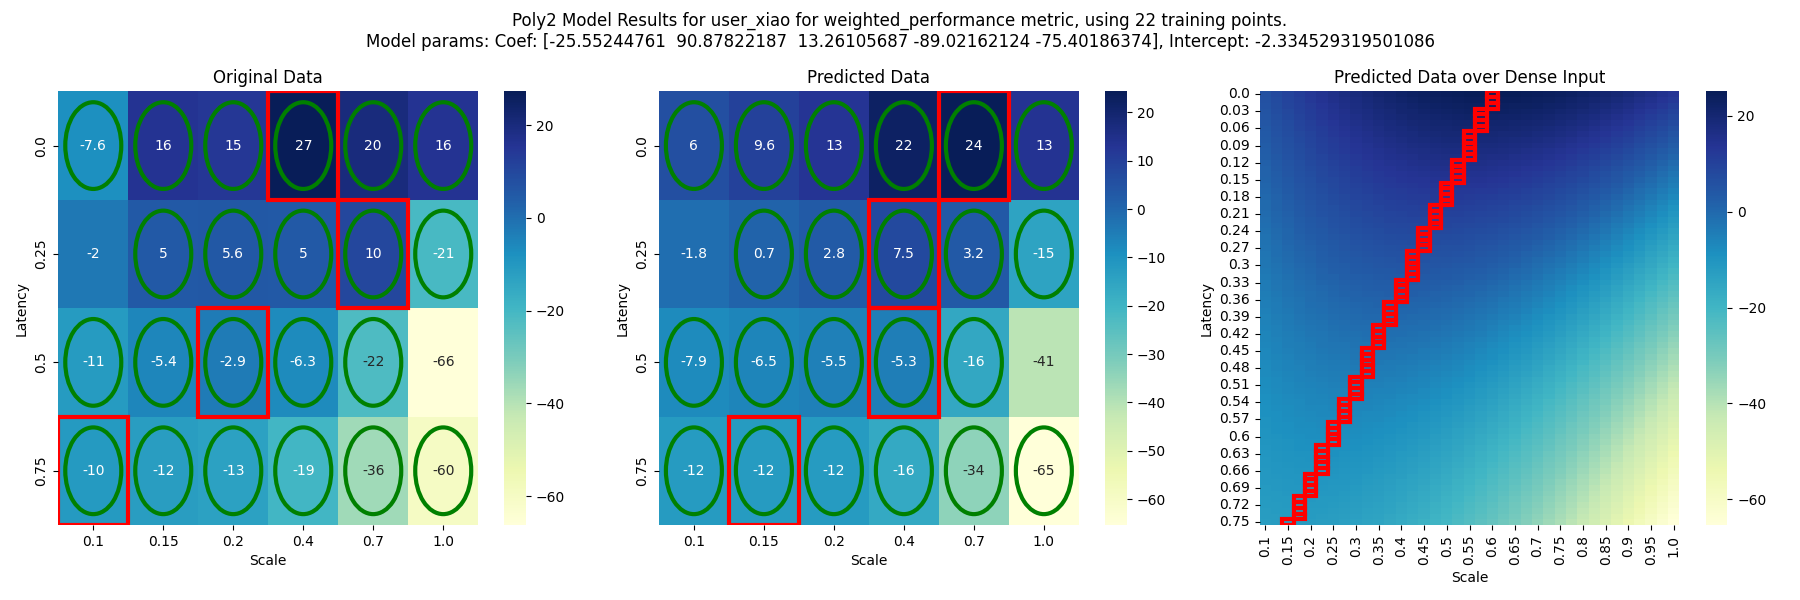 Poly2 Model Results for user_xiao for weighted_performance metric, using 22 training points.
Model params: Coef: [-25.55244761  90.87822187  13.26105687 -89.02162124 -75.40186374], Intercept: -2.334529319501086
Original Data
Latency
0.0 -7.6 16 15 27 20 16
0.25 -2 5 5.6 5 10 -21
0.5 -11 -5.4 -2.9 -6.3 -22 -66
0.75 -10 -12 -13 -19 -36 -60
0.1 0.15 0.2 0.4 0.7 1.0
Scale
20
0
−20
−40
−60
Predicted Data
Latency
0.0 6 9.6 13 22 24 13
0.25 -1.8 0.7 2.8 7.5 3.2 -15
0.5 -7.9 -6.5 -5.5 -5.3 -16 -41
0.75 -12 -12 -12 -16 -34 -65
0.1 0.15 0.2 0.4 0.7 1.0
Scale
20
10
0
−10
−20
−30
−40
−50
−60
Predicted Data over Dense Input
Latency
0.0
0.03
0.06
0.09
0.12
0.15
0.18
0.21
0.24
0.27
0.3
0.33
0.36
0.39
0.42
0.45
0.48
0.51
0.54
0.57
0.6
0.63
0.66
0.69
0.72
0.75
0.1 0.15 0.2 0.25 0.3 0.35 0.4 0.45 0.5 0.55 0.6 0.65 0.7 0.75 0.8 0.85 0.9 0.95 1.0
Scale
20
0
−20
−40
−60